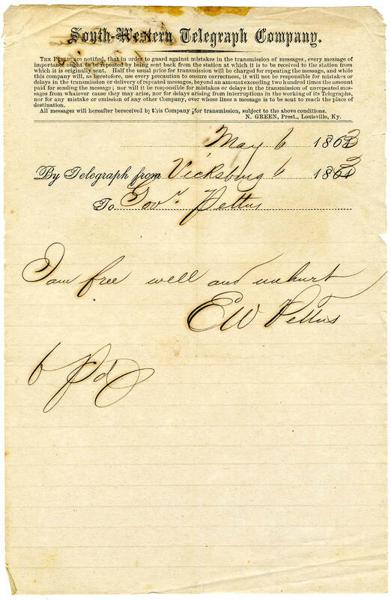 South-Western Telegraph Company.
THE PUBLIC are notified, that in order to guard against mistakes in the transmission of messages, every message of
importance ought to be repeated by being sent back from the station at which it is to be received to the station from
which it is originally sent. Half the usual price for transmission will be charged for repeating the message, and while
this company will, as heretofore, use every precaution to ensure correctness, it will not be responsible for mistakes or
delays in the transmission or delivery of repeated messages, beyond an amount exceeding two hundred times the amount
paid for sending the message; nor will it be responsible for mistakes or delays in the transmission of unrepeated messages
from whatever cause they may arise, nor for delays arising from interruptions in the working of its Telegraphs,
nor for any mistake or omission of any other Company, over whose lines a message is to be sent to reach the place of
destination.
All messages will hereafter be received by this Company for transmission, subject to the above conditions.
N. GREEN, Prest., Louisville, Ky.
May 6 1863
By Telegraph from Vicksburg 6 1863
To Govr. Pettus
I am free well and unhurt
E W Pettus
6 Pd